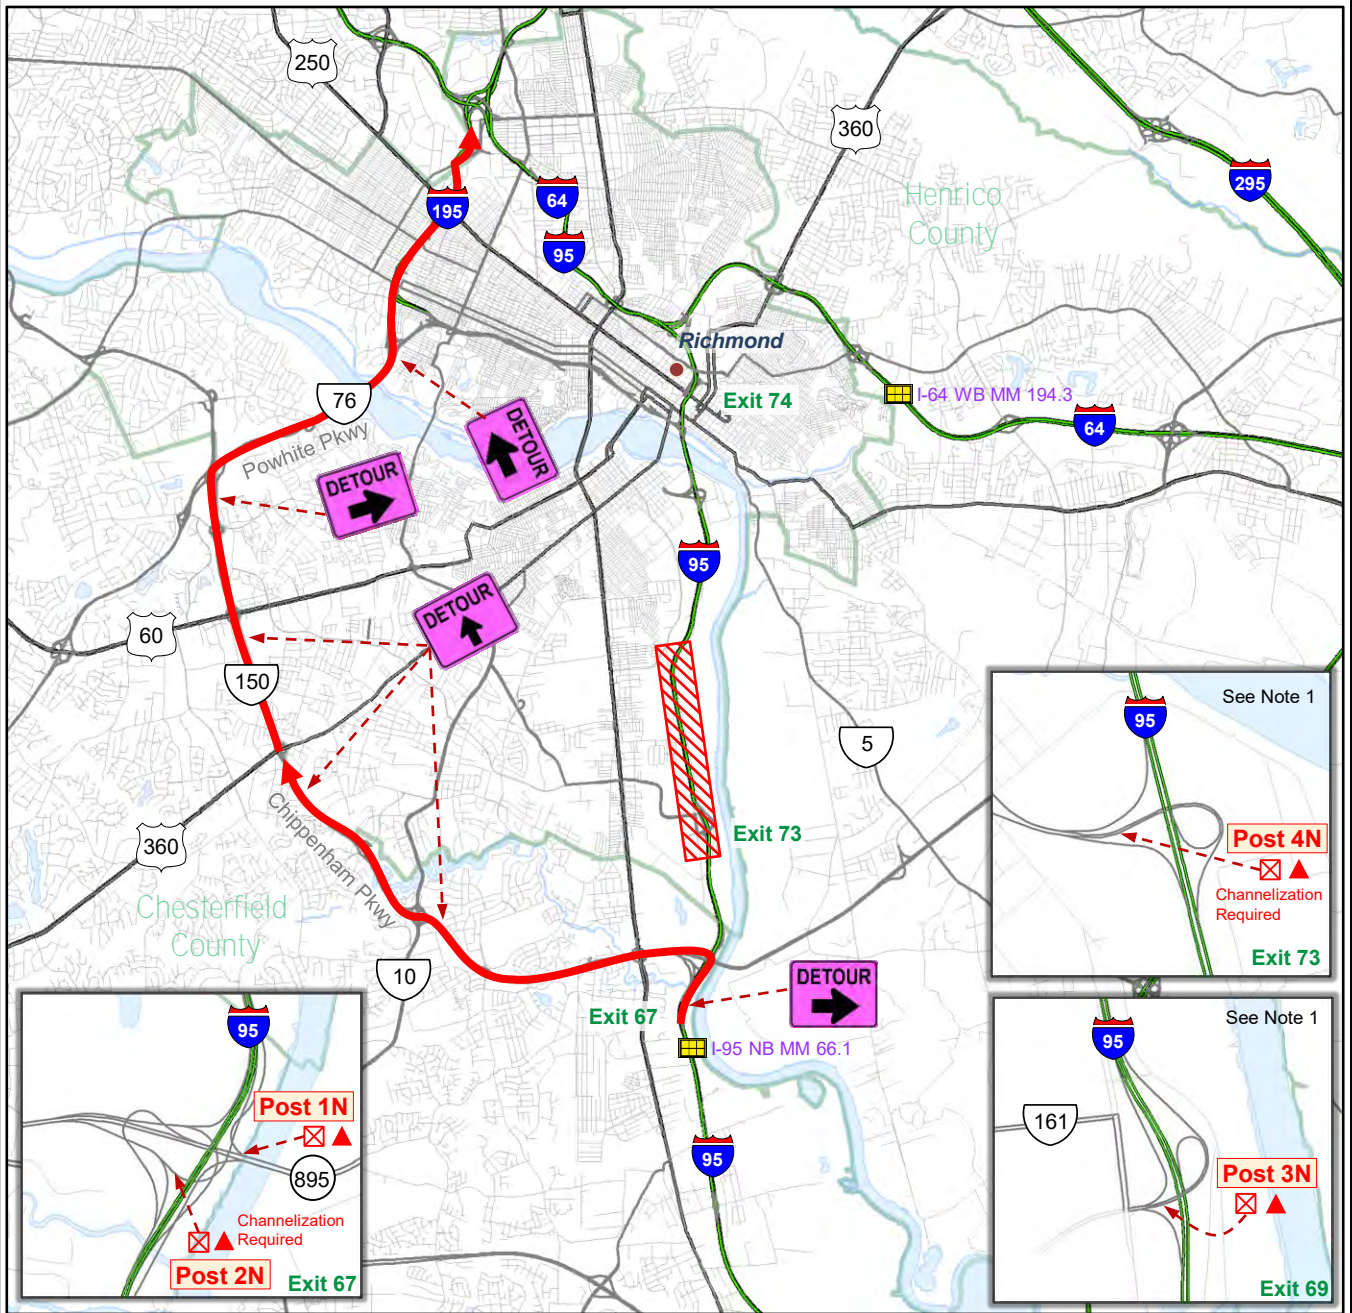 250
360
295
Henrico
County
195
64
95
Richmond
76
Exit 74
I-64 WB MM 194.3
64
Powhite Pkwy
DETOUR
DETOUR
95
DETOUR
60
150
See Note 1
95
5
Chippenham Pkwy
Exit 73
Post 4N
Channelization
Required
Exit 73
360
Chesterfield
County
10
DETOUR
Exit 67
I-95 NB MM 66.1
95
95
Post 1N
895
Channelization
Required
Post 2N
Exit 67
See Note 1
95
161
Post 3N
Exit 69